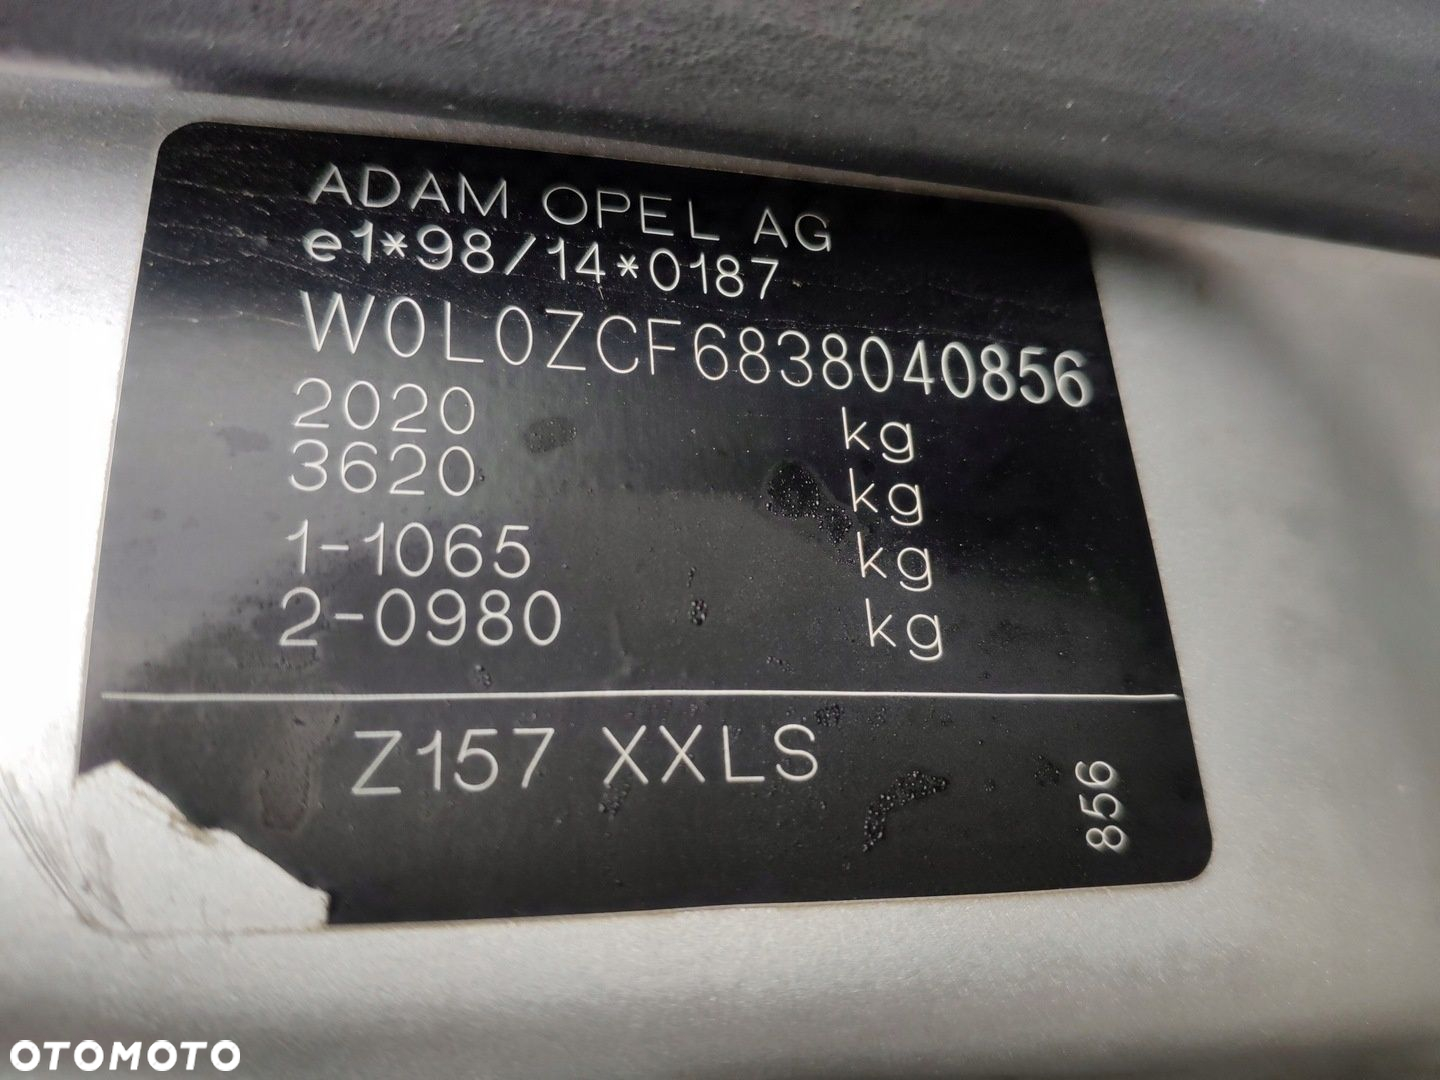 ADAM OPEL AG
e1*98/14*0187
W0L0ZCF6838040856
2020 kg
3620 kg
1-1065 kg
2-0980 kg
Z157 XXLS
856
OTOMOTO